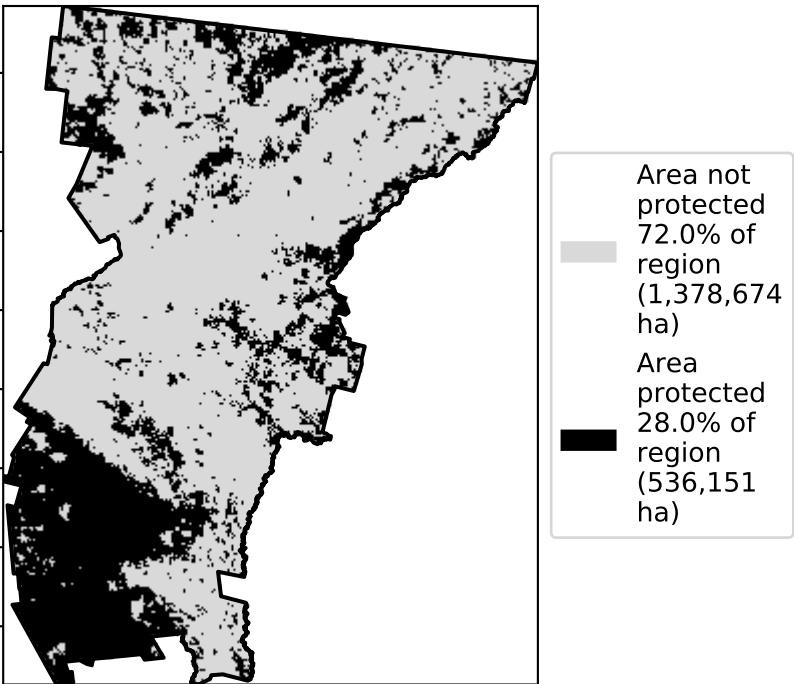 Area not
protected
72.0% of
region
(1,378,674
ha)
Area
protected
28.0% of
region
(536,151
ha)